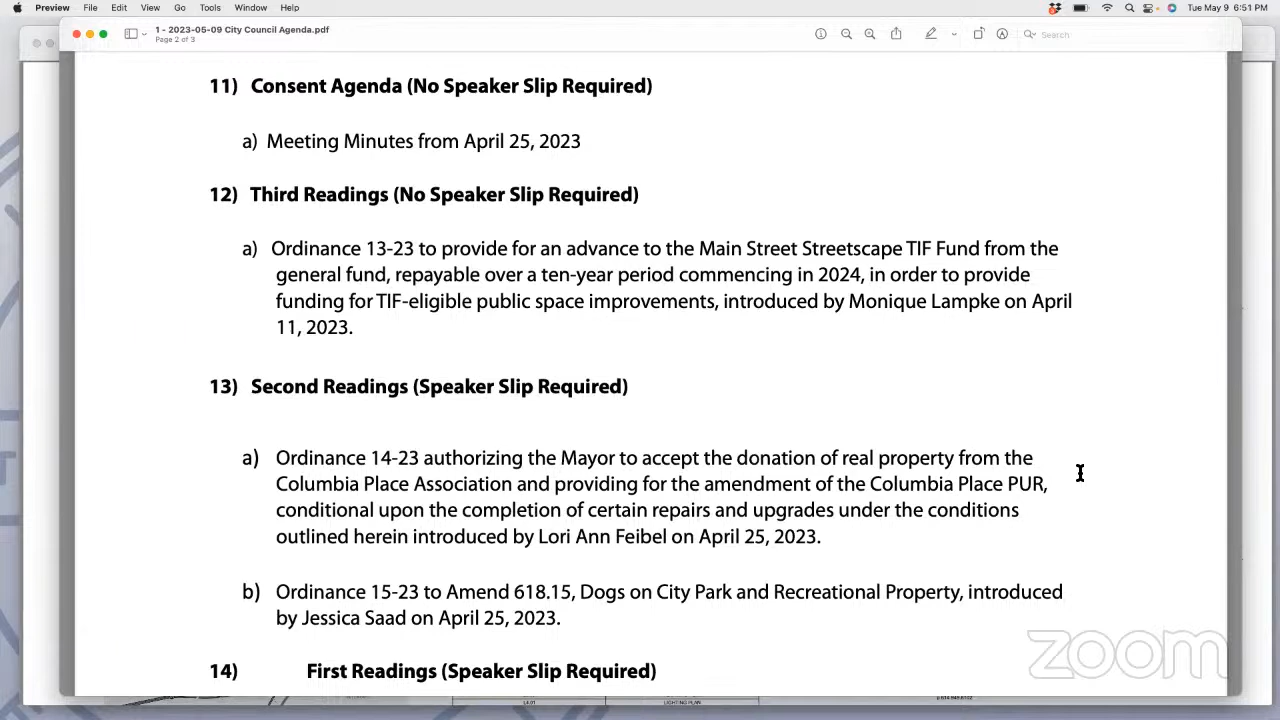 Preview File Edit View Go Tools Window Help Tue May 9 6:51 PM
1 - 2023-05-09 City Council Agenda.pdf
Page 2 of 3
Search
11) Consent Agenda (No Speaker Slip Required)
a) Meeting Minutes from April 25, 2023
12) Third Readings (No Speaker Slip Required)
a) Ordinance 13-23 to provide for an advance to the Main Street Streetscape TIF Fund from the
general fund, repayable over a ten-year period commencing in 2024, in order to provide
funding for TIF-eligible public space improvements, introduced by Monique Lampke on April
11, 2023.
13) Second Readings (Speaker Slip Required)
a) Ordinance 14-23 authorizing the Mayor to accept the donation of real property from the
Columbia Place Association and providing for the amendment of the Columbia Place PUR,
conditional upon the completion of certain repairs and upgrades under the conditions
outlined herein introduced by Lori Ann Feibel on April 25, 2023.
b) Ordinance 15-23 to Amend 618.15, Dogs on City Park and Recreational Property, introduced
by Jessica Saad on April 25, 2023.
zoom
14) First Readings (Speaker Slip Required)
LIGHTING PLAN